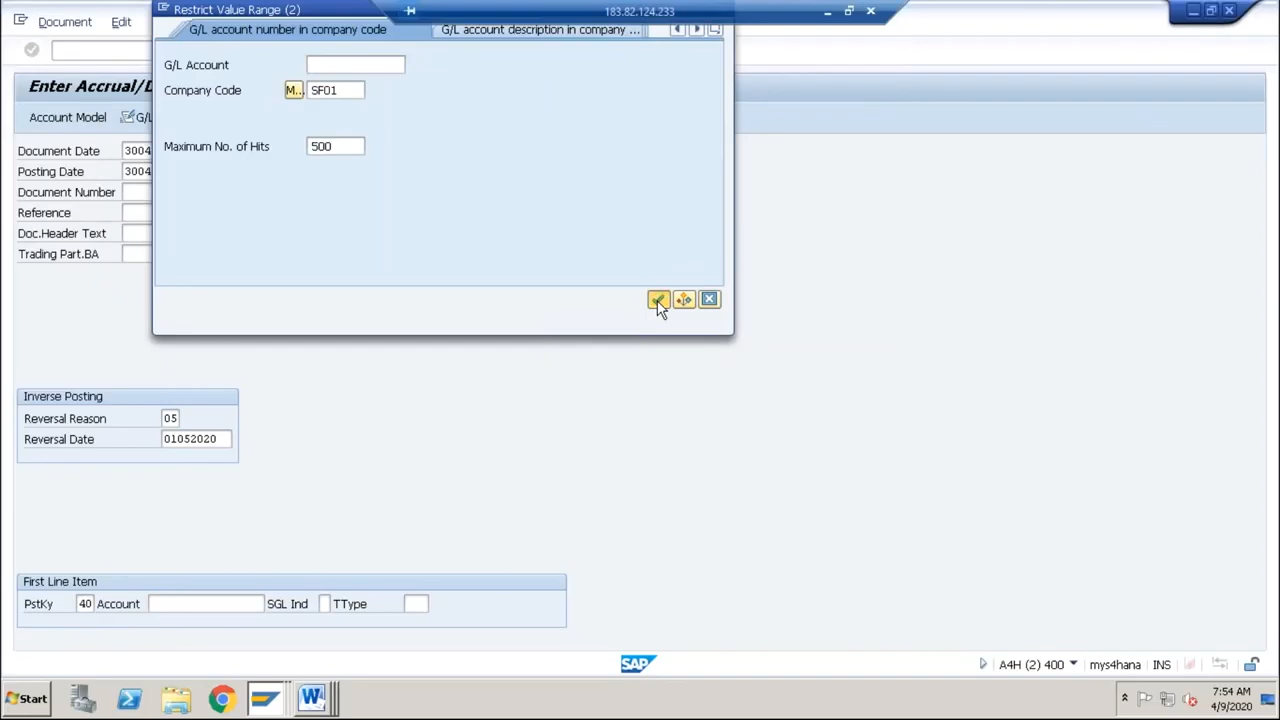 Restrict Value Range (2)
183.82.124.233
Document Edit
G/L account number in company code G/L account description in company ...
G/L Account
Company Code M.. SF01
Maximum No. of Hits 500
Enter Accrual/D
Account Model G/L
Document Date 3004
Posting Date 3004
Document Number
Reference
Doc.Header Text
Trading Part.BA
Inverse Posting
Reversal Reason 05
Reversal Date 01052020
First Line Item
PstKy 40 Account SGL Ind TType
SAP A4H (2) 400 mys4hana INS
Start 7:54 AM
4/9/2020